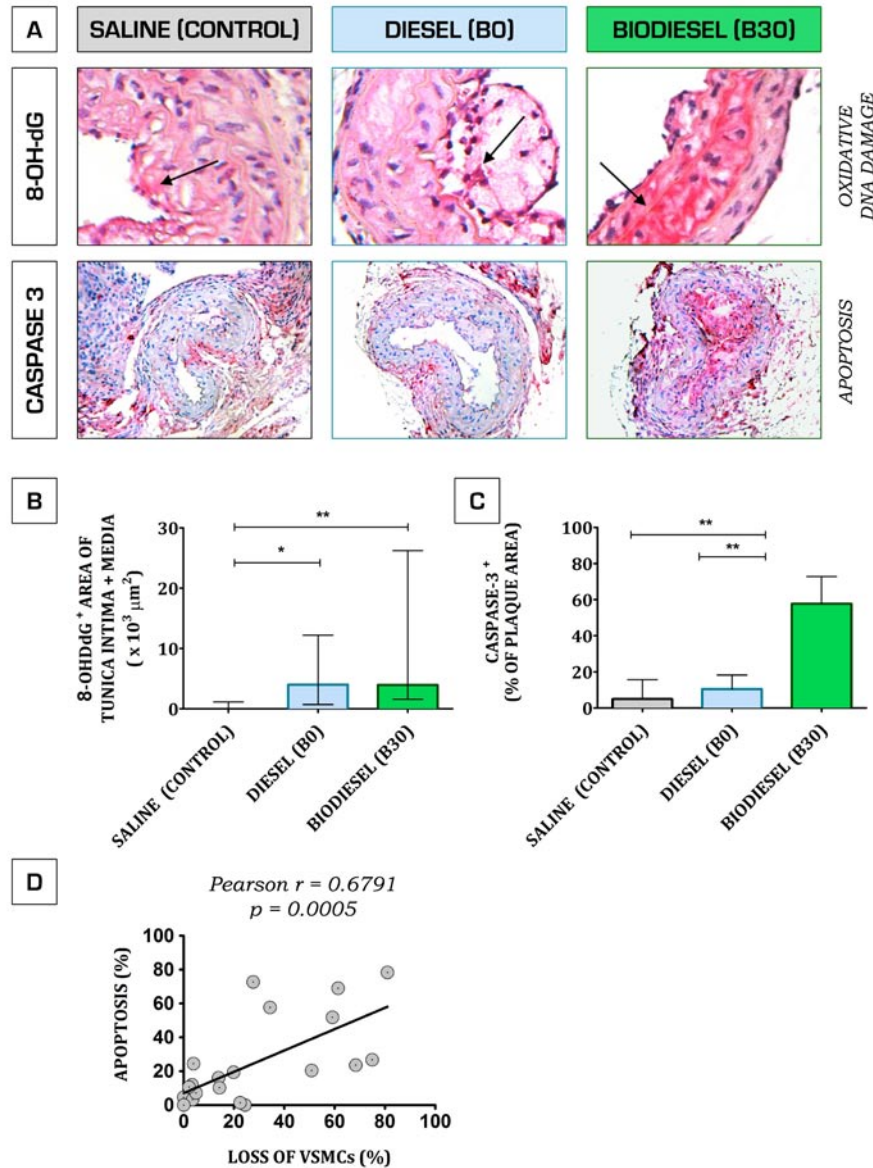 A
SALINE (CONTROL)
DIESEL (B0)
BIODIESEL (B30)
8-OH-dG
OXIDATIVE
DNA DAMAGE
CASPASE 3
APOPTOSIS
B
8-OHDdG + AREA OF
TUNICA INTIMA + MEDIA
( x 10³ µm²)
30
20
10
0
**
*
SALINE (CONTROL)
DIESEL (B0)
BIODIESEL (B30)
C
CASPASE-3 +
(% OF PLAQUE AREA)
100
80
60
40
20
0
**
**
SALINE (CONTROL)
DIESEL (B0)
BIODIESEL (B30)
D
Pearson r = 0.6791
p = 0.0005
APOPTOSIS (%)
100
80
60
40
20
0
0 20 40 60 80 100
LOSS OF VSMCs (%)